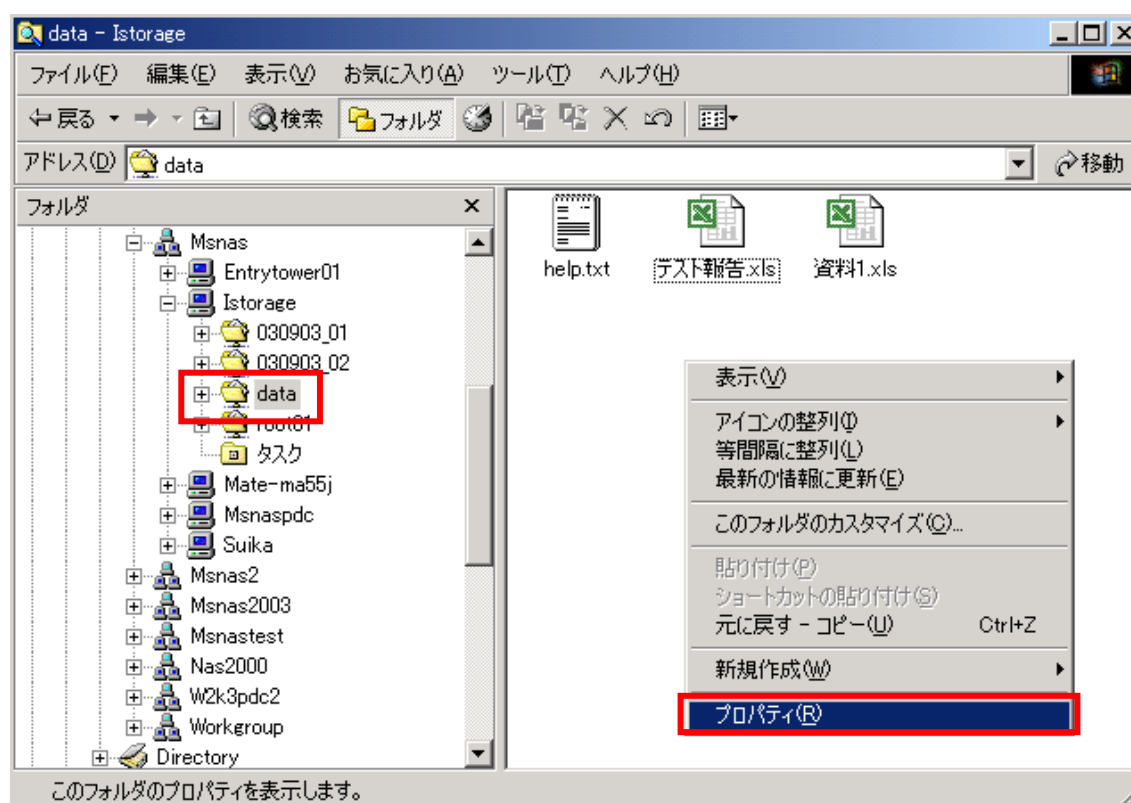 data - Istorage
ファイル(F) 編集(E) 表示(V) お気に入り(A) ツール(T) ヘルプ(H)
戻る 検索 フォルダ
アドレス(D) data 移動
フォルダ
Msnas
Entrytower01
Istorage
030903_01
030903_02
data
root01
タスク
Mate-ma55j
Msnaspdc
Suika
Msnas2
Msnas2003
Msnastest
Nas2000
W2k3pdc2
Workgroup
Directory
help.txt テスト報告.xls 資料1.xls
表示(V)
アイコンの整列(I)
等間隔に整列(L)
最新の情報に更新(E)
このフォルダのカスタマイズ(C)...
貼り付け(P)
ショートカットの貼り付け(S)
元に戻す - コピー(U) Ctrl+Z
新規作成(W)
プロパティ(R)
このフォルダのプロパティを表示します。